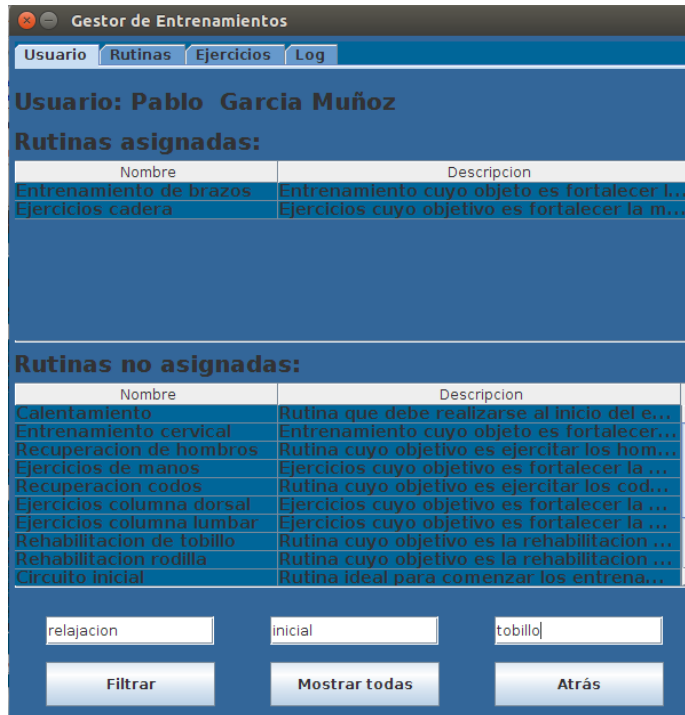 Gestor de Entrenamientos
Usuario Rutinas Ejercicios Log
Usuario: Pablo Garcia Muñoz
Rutinas asignadas:
Nombre Descripcion
Entrenamiento de brazos Entrenamiento cuyo objeto es fortalecer l...
Ejercicios cadera Ejercicios cuyo objetivo es fortalecer la m...
Rutinas no asignadas:
Nombre Descripcion
Calentamiento Rutina que debe realizarse al inicio del e...
Entrenamiento cervical Entrenamiento cuyo objeto es fortalecer...
Recuperacion de hombros Rutina cuyo objetivo es ejercitar los hom...
Ejercicios de manos Ejercicios cuyo objetivo es fortalecer la ...
Recuperacion codos Rutina cuyo objetivo es ejercitar los cod...
Ejercicios columna dorsal Ejercicios cuyo objetivo es fortalecer la ...
Ejercicios columna lumbar Ejercicios cuyo objetivo es fortalecer la ...
Rehabilitacion de tobillo Rutina cuyo objetivo es la rehabilitacion ...
Rehabilitacion rodilla Rutina cuyo objetivo es la rehabilitacion ...
Circuito inicial Rutina ideal para comenzar los entrena...
relajacion inicial tobillo
Filtrar Mostrar todas Atrás